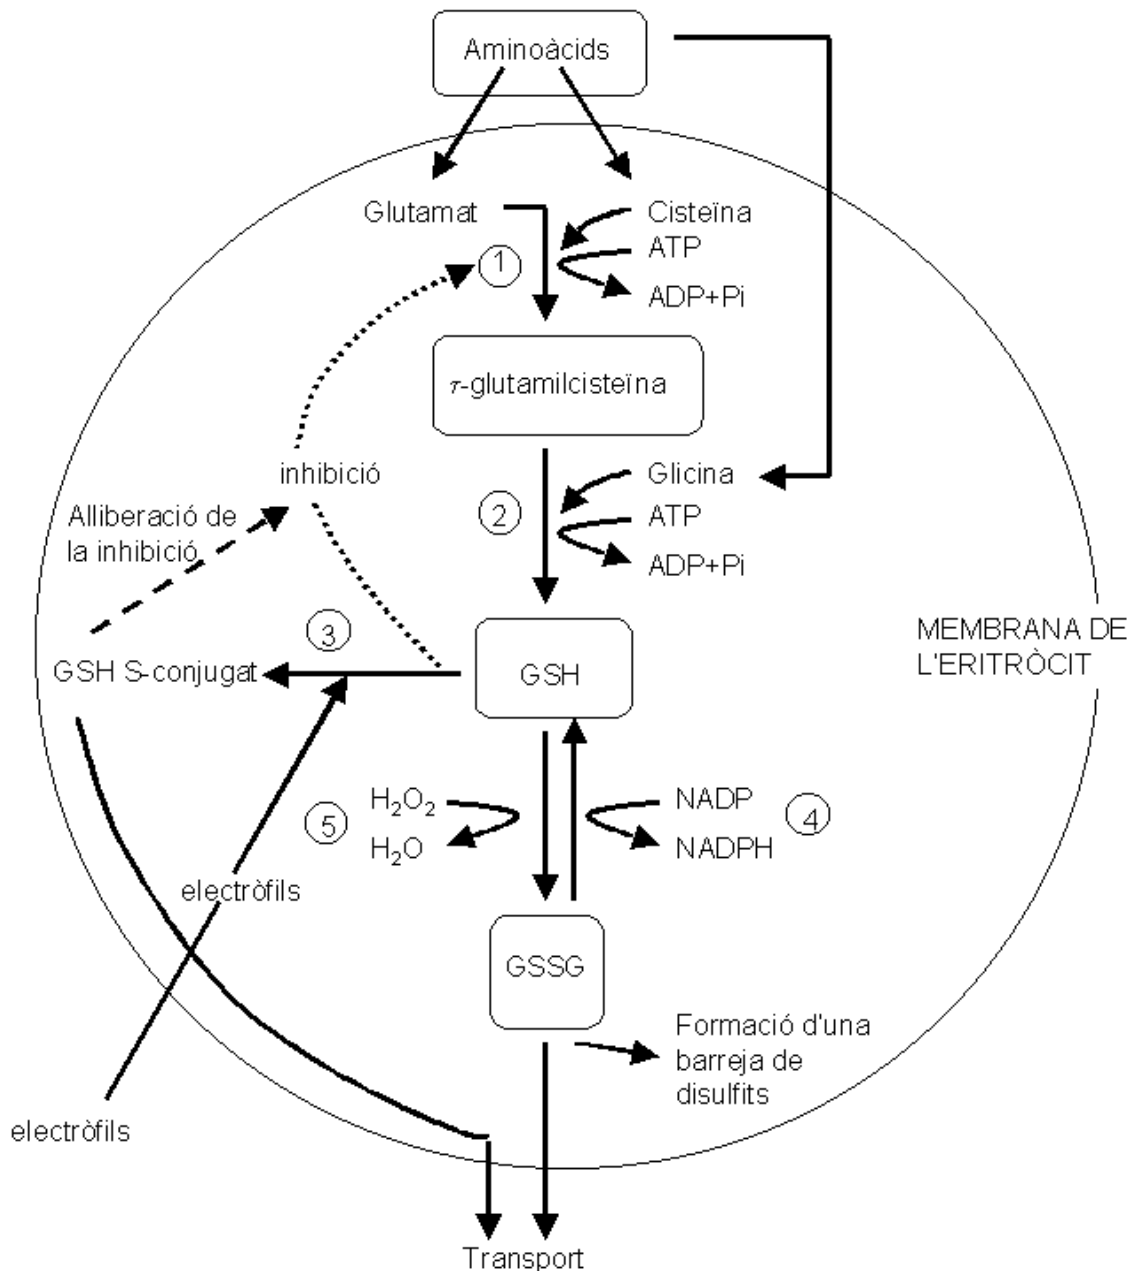 Aminoàcids
Glutamat
Cisteïna
ATP
ADP+Pi
1
τ-glutamilcisteïna
inhibició
Glicina
ATP
ADP+Pi
2
Alliberació de
la inhibició
3
GSH S-conjugat
GSH
MEMBRANA DE
L'ERITRÒCIT
H₂O₂
H₂O
5
NADP
NADPH
4
electròfils
GSSG
Formació d'una
barreja de
disulfits
electròfils
Transport